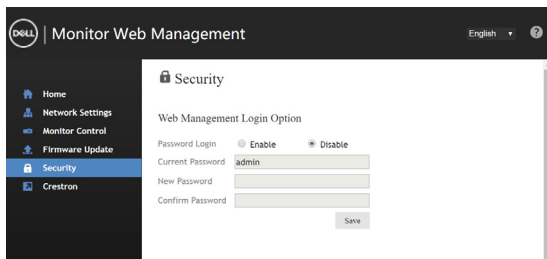 DELL | Monitor Web Management
English
?
Home
Network Settings
Monitor Control
Firmware Update
Security
Crestron
Security
Web Management Login Option
Password Login Enable Disable
Current Password admin
New Password
Confirm Password
Save